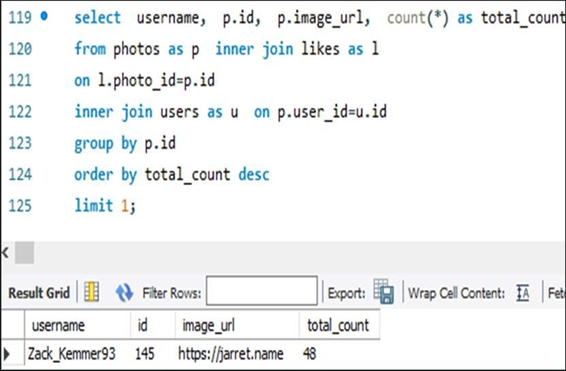 119 select username, p.id, p.image_url, count(*) as total_count
120 from photos as p inner join likes as l
121 on l.photo_id=p.id
122 inner join users as u on p.user_id=u.id
123 group by p.id
124 order by total_count desc
125 limit 1;
Result Grid Filter Rows: Export: Wrap Cell Content: Fet
username id image_url total_count
Zack_Kemmer93 145 https://jarret.name 48